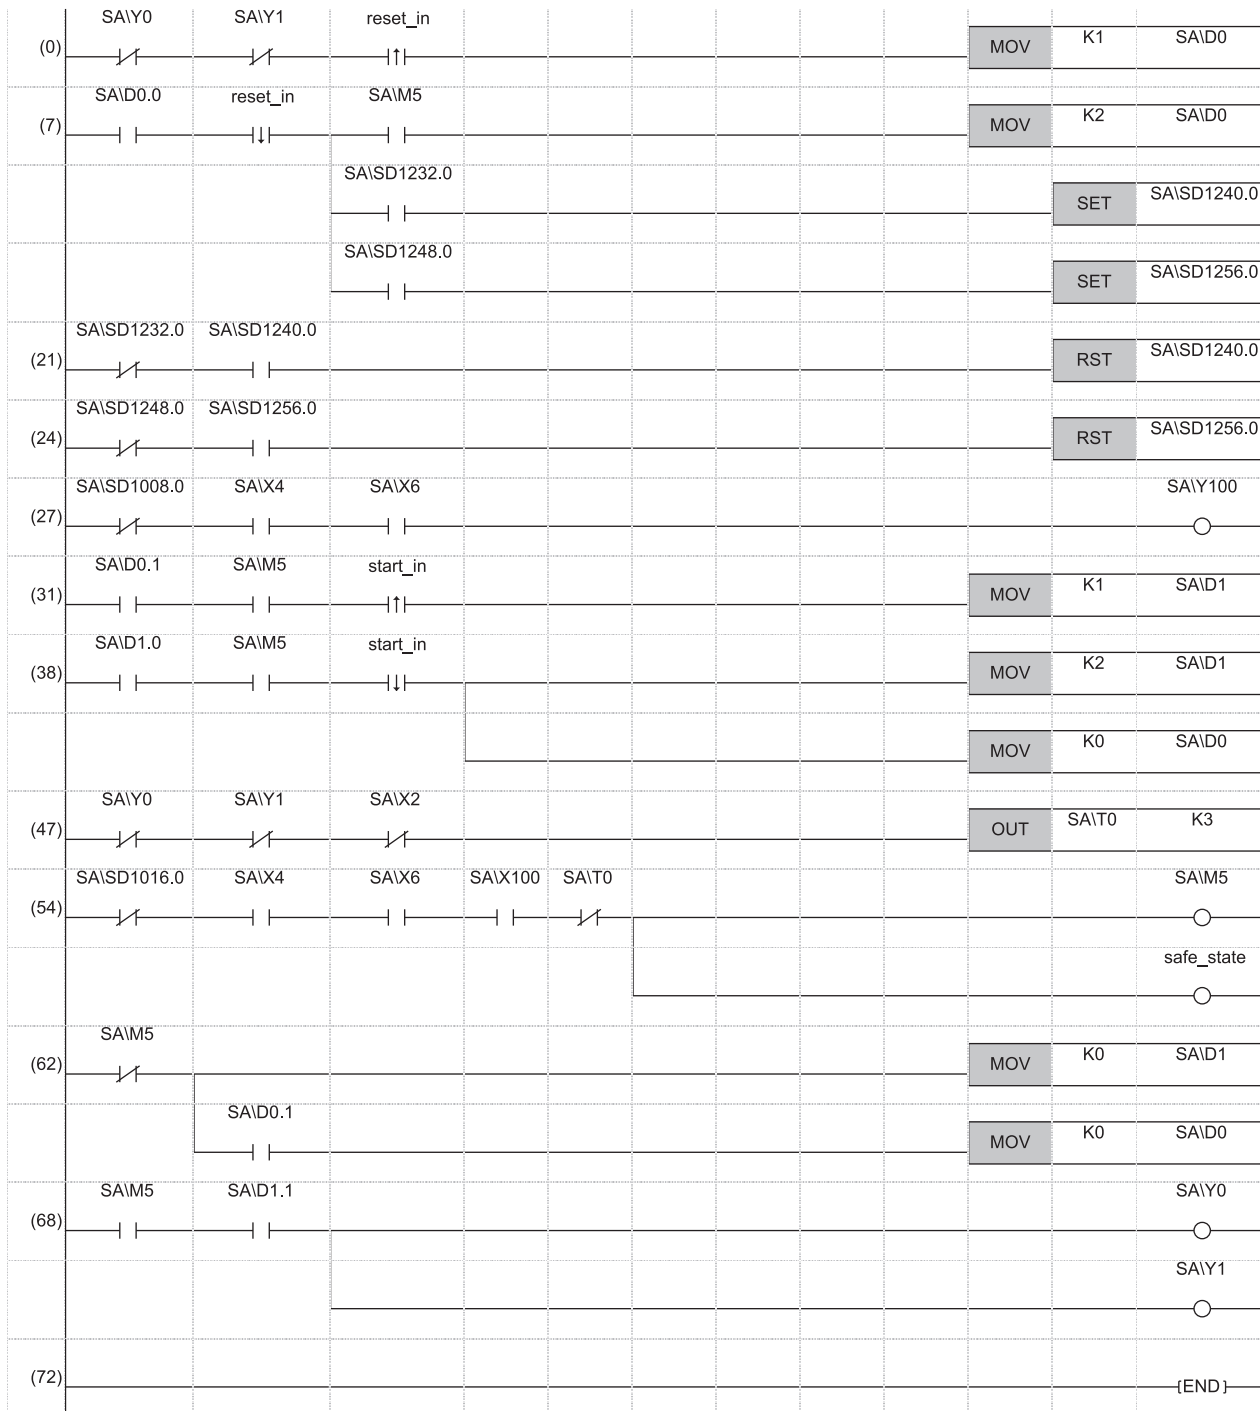 SA\Y0 SA\Y1 reset_in
(0) MOV K1 SA\D0
SA\D0.0 reset_in SA\M5
(7) MOV K2 SA\D0
SA\SD1232.0
SET SA\SD1240.0
SA\SD1248.0
SET SA\SD1256.0
SA\SD1232.0 SA\SD1240.0
(21) RST SA\SD1240.0
SA\SD1248.0 SA\SD1256.0
(24) RST SA\SD1256.0
SA\SD1008.0 SA\X4 SA\X6 SA\Y100
(27)
SA\D0.1 SA\M5 start_in
(31) MOV K1 SA\D1
SA\D1.0 SA\M5 start_in
(38) MOV K2 SA\D1
MOV K0 SA\D0
SA\Y0 SA\Y1 SA\X2
(47) OUT SA\T0 K3
SA\SD1016.0 SA\X4 SA\X6 SA\X100 SA\T0 SA\M5
(54)
safe_state
SA\M5
(62) MOV K0 SA\D1
SA\D0.1
MOV K0 SA\D0
SA\M5 SA\D1.1 SA\Y0
(68)
SA\Y1
(72) [END]